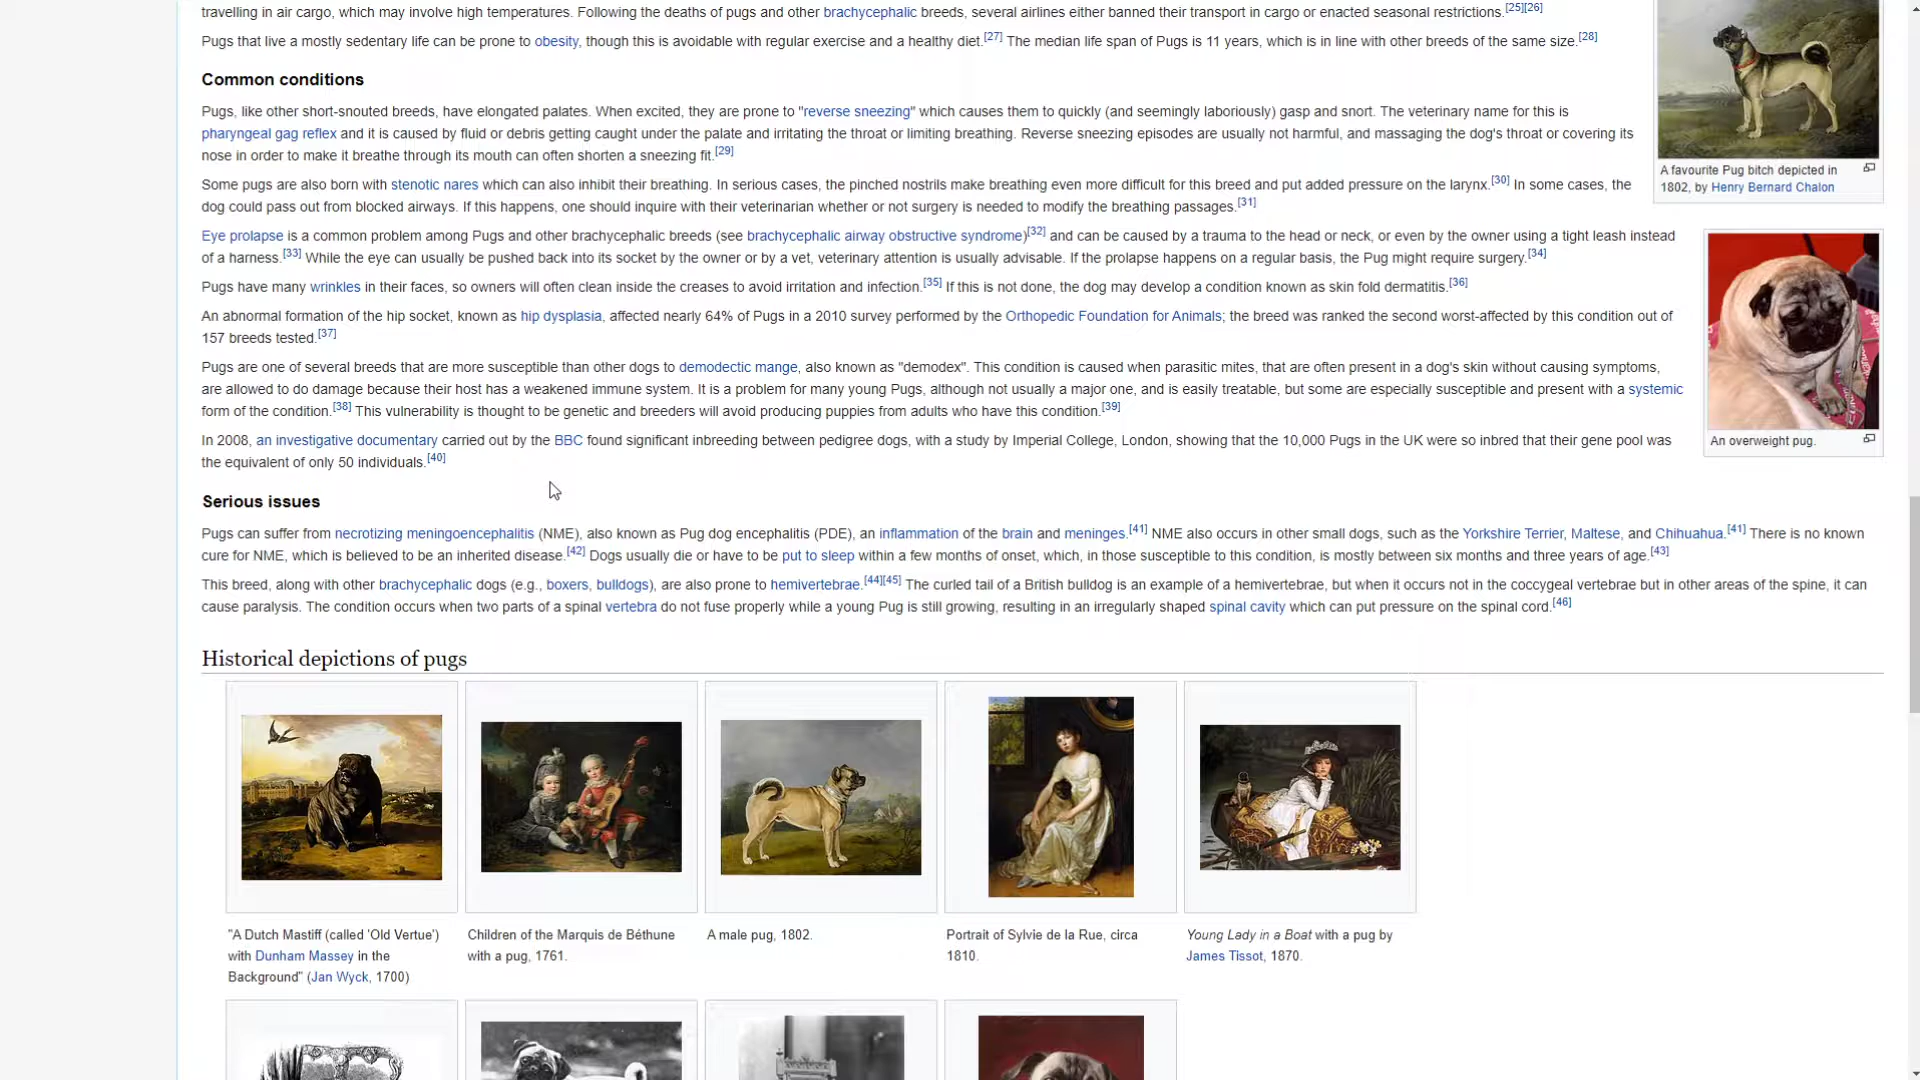 travelling in air cargo, which may involve high temperatures. Following the deaths of pugs and other brachycephalic breeds, several airlines either banned their transport in cargo or enacted seasonal restrictions.[25][26]
Pugs that live a mostly sedentary life can be prone to obesity, though this is avoidable with regular exercise and a healthy diet.[27] The median life span of Pugs is 11 years, which is in line with other breeds of the same size.[28]
Common conditions
Pugs, like other short-snouted breeds, have elongated palates. When excited, they are prone to "reverse sneezing" which causes them to quickly (and seemingly laboriously) gasp and snort. The veterinary name for this is
pharyngeal gag reflex and it is caused by fluid or debris getting caught under the palate and irritating the throat or limiting breathing. Reverse sneezing episodes are usually not harmful, and massaging the dog's throat or covering its
nose in order to make it breathe through its mouth can often shorten a sneezing fit.[29]
Some pugs are also born with stenotic nares which can also inhibit their breathing. In serious cases, the pinched nostrils make breathing even more difficult for this breed and put added pressure on the larynx.[30] In some cases, the
dog could pass out from blocked airways. If this happens, one should inquire with their veterinarian whether or not surgery is needed to modify the breathing passages.[31]
Eye prolapse is a common problem among Pugs and other brachycephalic breeds (see brachycephalic airway obstructive syndrome)[32] and can be caused by a trauma to the head or neck, or even by the owner using a tight leash instead
of a harness.[33] While the eye can usually be pushed back into its socket by the owner or by a vet, veterinary attention is usually advisable. If the prolapse happens on a regular basis, the Pug might require surgery.[34]
Pugs have many wrinkles in their faces, so owners will often clean inside the creases to avoid irritation and infection.[35] If this is not done, the dog may develop a condition known as skin fold dermatitis.[36]
An abnormal formation of the hip socket, known as hip dysplasia, affected nearly 64% of Pugs in a 2010 survey performed by the Orthopedic Foundation for Animals; the breed was ranked the second worst-affected by this condition out of
157 breeds tested.[37]
Pugs are one of several breeds that are more susceptible than other dogs to demodectic mange, also known as "demodex". This condition is caused when parasitic mites, that are often present in a dog's skin without causing symptoms,
are allowed to do damage because their host has a weakened immune system. It is a problem for many young Pugs, although not usually a major one, and is easily treatable, but some are especially susceptible and present with a systemic
form of the condition.[38] This vulnerability is thought to be genetic and breeders will avoid producing puppies from adults who have this condition.[39]
In 2008, an investigative documentary carried out by the BBC found significant inbreeding between pedigree dogs, with a study by Imperial College, London, showing that the 10,000 Pugs in the UK were so inbred that their gene pool was
the equivalent of only 50 individuals.[40]
A favourite Pug bitch depicted in
1802, by Henry Bernard Chalon
An overweight pug.
Serious issues
Pugs can suffer from necrotizing meningoencephalitis (NME), also known as Pug dog encephalitis (PDE), an inflammation of the brain and meninges.[41] NME also occurs in other small dogs, such as the Yorkshire Terrier, Maltese, and Chihuahua.[41] There is no known
cure for NME, which is believed to be an inherited disease.[42] Dogs usually die or have to be put to sleep within a few months of onset, which, in those susceptible to this condition, is mostly between six months and three years of age.[43]
This breed, along with other brachycephalic dogs (e.g., boxers, bulldogs), are also prone to hemivertebrae.[44][45] The curled tail of a British bulldog is an example of a hemivertebrae, but when it occurs not in the coccygeal vertebrae but in other areas of the spine, it can
cause paralysis. The condition occurs when two parts of a spinal vertebra do not fuse properly while a young Pug is still growing, resulting in an irregularly shaped spinal cavity which can put pressure on the spinal cord.[46]
Historical depictions of pugs
"A Dutch Mastiff (called 'Old Vertue')
with Dunham Massey in the
Background" (Jan Wyck, 1700)
Children of the Marquis de Béthune
with a pug, 1761.
A male pug, 1802.
Portrait of Sylvie de la Rue, circa
1810.
Young Lady in a Boat with a pug by
James Tissot, 1870.